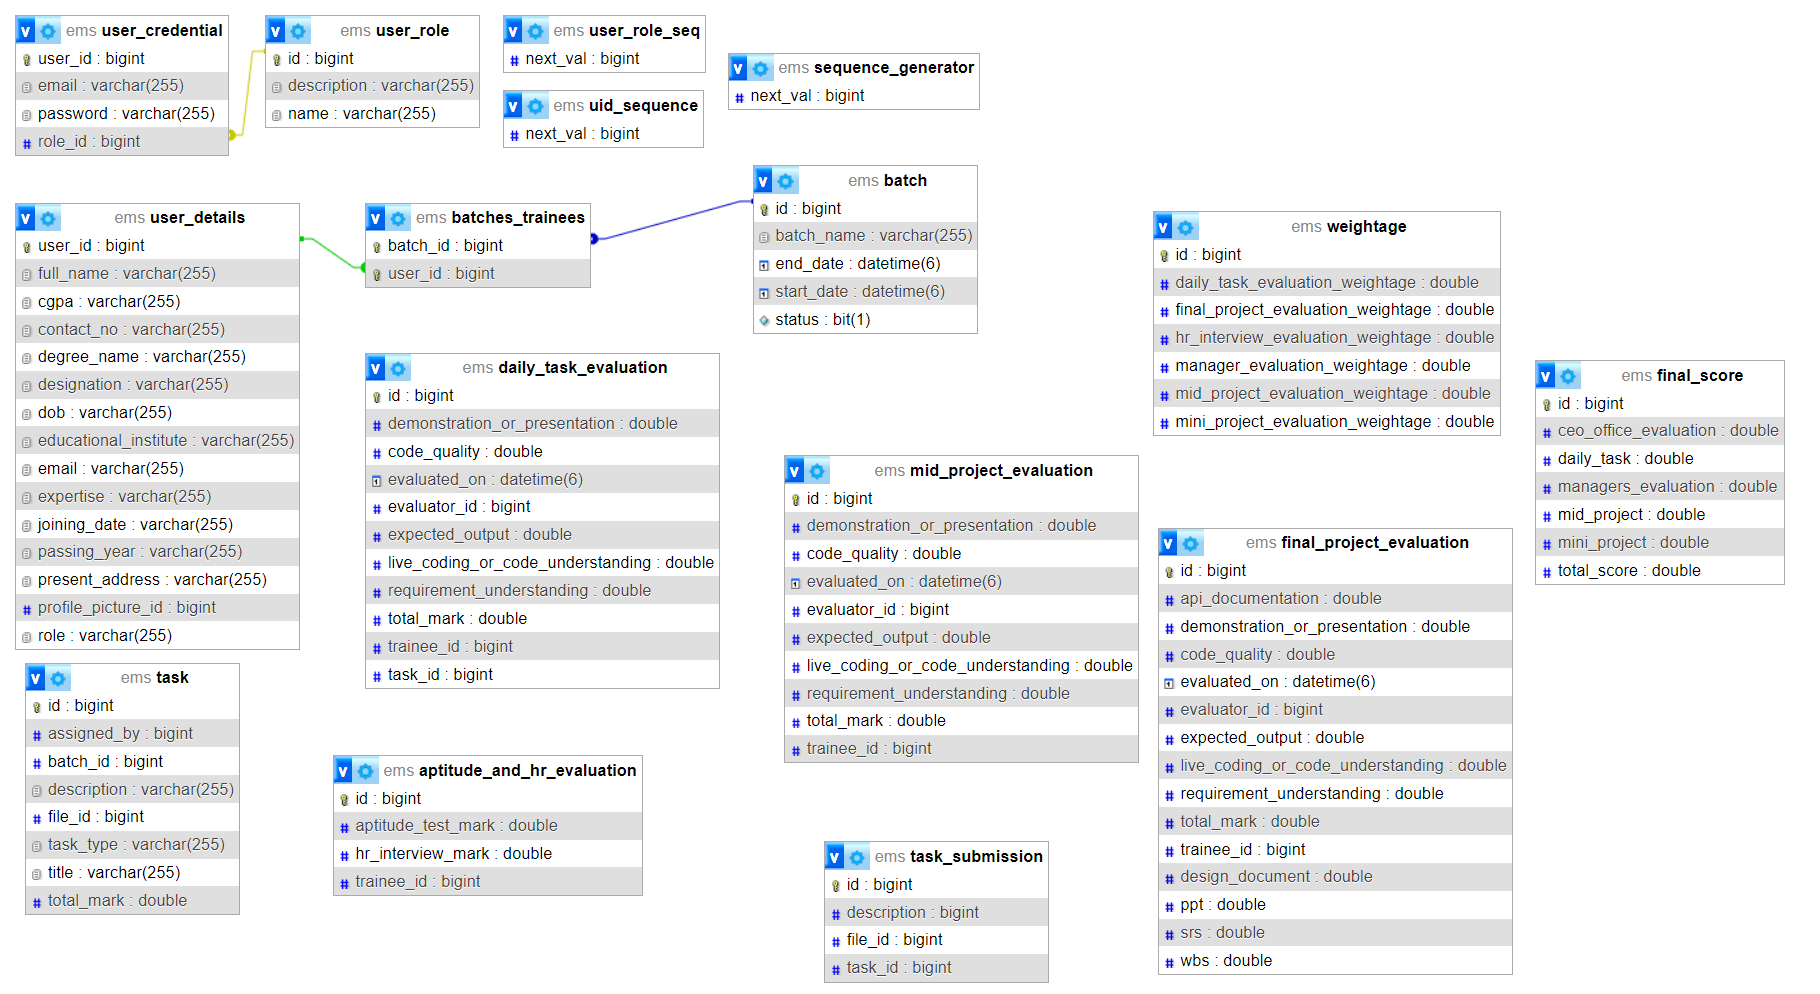 v ems user_credential
user_id : bigint
email : varchar(255)
password : varchar(255)
# role_id : bigint
v ems user_role
id : bigint
description : varchar(255)
name : varchar(255)
v ems user_role_seq
# next_val : bigint
v ems uid_sequence
# next_val : bigint
v ems sequence_generator
# next_val : bigint
v ems user_details
user_id : bigint
full_name : varchar(255)
cgpa : varchar(255)
contact_no : varchar(255)
degree_name : varchar(255)
designation : varchar(255)
dob : varchar(255)
educational_institute : varchar(255)
email : varchar(255)
expertise : varchar(255)
joining_date : varchar(255)
passing_year : varchar(255)
present_address : varchar(255)
# profile_picture_id : bigint
role : varchar(255)
v ems batches_trainees
batch_id : bigint
user_id : bigint
v ems batch
id : bigint
batch_name : varchar(255)
end_date : datetime(6)
start_date : datetime(6)
status : bit(1)
v ems daily_task_evaluation
id : bigint
# demonstration_or_presentation : double
# code_quality : double
evaluated_on : datetime(6)
# evaluator_id : bigint
# expected_output : double
# live_coding_or_code_understanding : double
# requirement_understanding : double
# total_mark : double
# trainee_id : bigint
# task_id : bigint
v ems weightage
id : bigint
# daily_task_evaluation_weightage : double
# final_project_evaluation_weightage : double
# hr_interview_evaluation_weightage : double
# manager_evaluation_weightage : double
# mid_project_evaluation_weightage : double
# mini_project_evaluation_weightage : double
v ems final_score
id : bigint
# ceo_office_evaluation : double
# daily_task : double
# managers_evaluation : double
# mid_project : double
# mini_project : double
# total_score : double
v ems mid_project_evaluation
id : bigint
# demonstration_or_presentation : double
# code_quality : double
evaluated_on : datetime(6)
# evaluator_id : bigint
# expected_output : double
# live_coding_or_code_understanding : double
# requirement_understanding : double
# total_mark : double
# trainee_id : bigint
v ems final_project_evaluation
id : bigint
# api_documentation : double
# demonstration_or_presentation : double
# code_quality : double
evaluated_on : datetime(6)
# evaluator_id : bigint
# expected_output : double
# live_coding_or_code_understanding : double
# requirement_understanding : double
# total_mark : double
# trainee_id : bigint
# design_document : double
# ppt : double
# srs : double
# wbs : double
v ems task
id : bigint
# assigned_by : bigint
# batch_id : bigint
description : varchar(255)
# file_id : bigint
task_type : varchar(255)
title : varchar(255)
# total_mark : double
v ems aptitude_and_hr_evaluation
id : bigint
# aptitude_test_mark : double
# hr_interview_mark : double
# trainee_id : bigint
v ems task_submission
id : bigint
# description : bigint
# file_id : bigint
# task_id : bigint